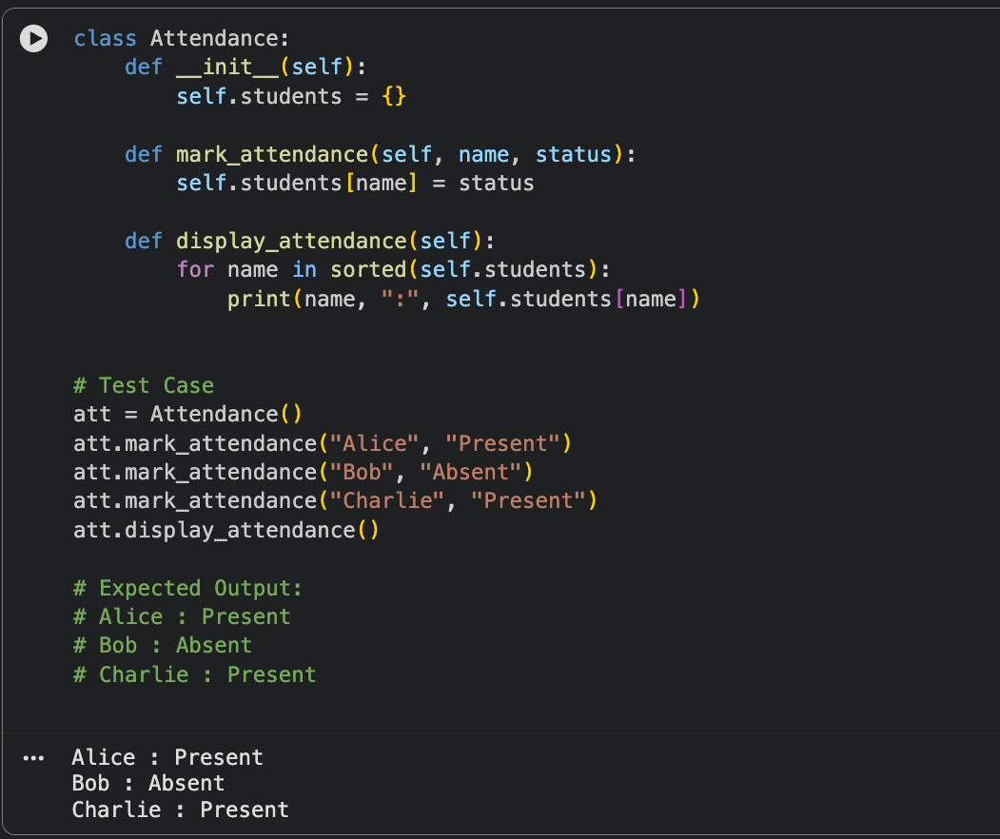 class Attendance:
    def __init__(self):
        self.students = {}

    def mark_attendance(self, name, status):
        self.students[name] = status

    def display_attendance(self):
        for name in sorted(self.students):
            print(name, ":", self.students[name])


# Test Case
att = Attendance()
att.mark_attendance("Alice", "Present")
att.mark_attendance("Bob", "Absent")
att.mark_attendance("Charlie", "Present")
att.display_attendance()

# Expected Output:
# Alice : Present
# Bob : Absent
# Charlie : Present

Alice : Present
Bob : Absent
Charlie : Present